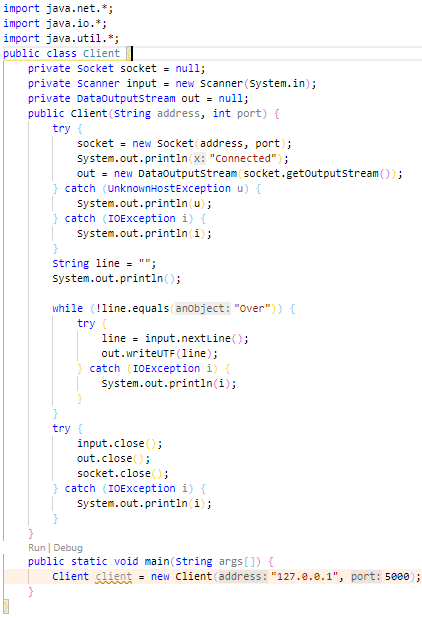 import java.net.*;
import java.io.*;
import java.util.*;
public class Client {
    private Socket socket = null;
    private Scanner input = new Scanner(System.in);
    private DataOutputStream out = null;
    public Client(String address, int port) {
        try {
            socket = new Socket(address, port);
            System.out.println(x: "Connected");
            out = new DataOutputStream(socket.getOutputStream());
        } catch (UnknownHostException u) {
            System.out.println(u);
        } catch (IOException i) {
            System.out.println(i);
        }
        String line = "";
        System.out.println();
        while (!line.equals(anObject: "Over")) {
            try {
                line = input.nextLine();
                out.writeUTF(line);
            } catch (IOException i) {
                System.out.println(i);
            }
        }
        try {
            input.close();
            out.close();
            socket.close();
        } catch (IOException i) {
            System.out.println(i);
        }
    }
    Run | Debug
    public static void main(String args[]) {
        Client client = new Client(address: "127.0.0.1", port: 5000);
    }
}